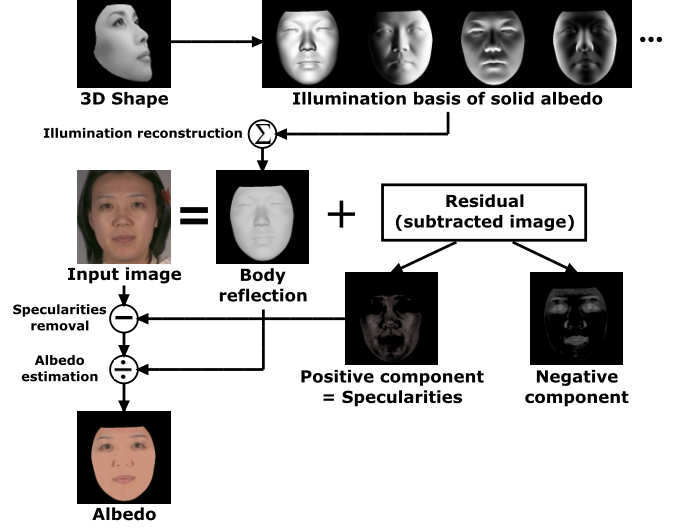 3D Shape
Illumination basis of solid albedo
...
Illumination reconstruction
Σ
Input image
=
Body
reflection
+
Residual
(subtracted image)
Specularities
removal
−
Albedo
estimation
÷
Positive component
= Specularities
Negative
component
Albedo